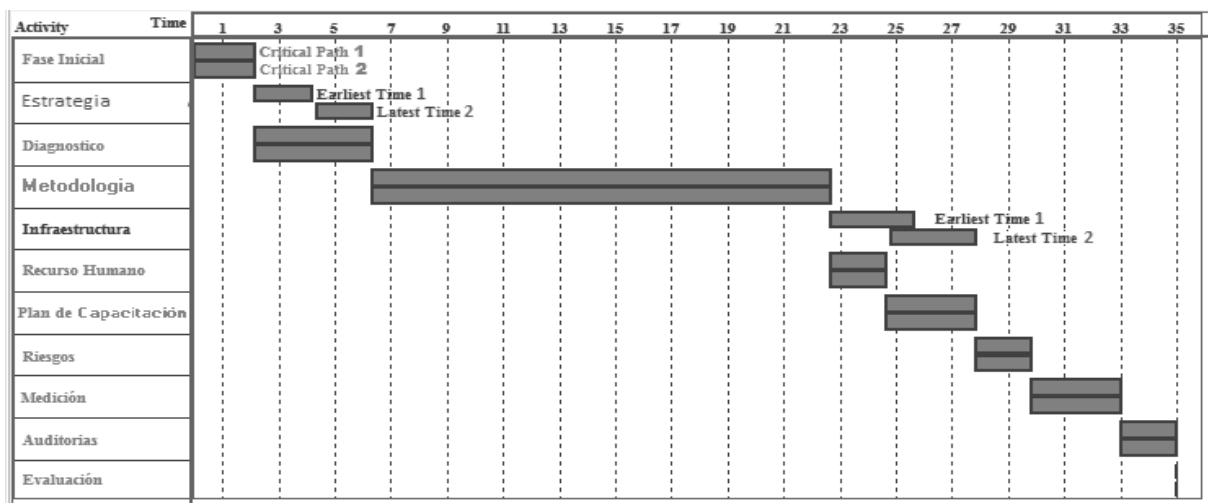 Activity Time 1 3 5 7 9 11 13 15 17 19 21 23 25 27 29 31 33 35
Fase Inicial
Critical Path 1
Critical Path 2
Estrategia
Earliest Time 1
Latest Time 2
Diagnostico
Metodologia
Infraestructura
Earliest Time 1
Latest Time 2
Recurso Humano
Plan de Capacitación
Riesgos
Medición
Auditorias
Evaluación